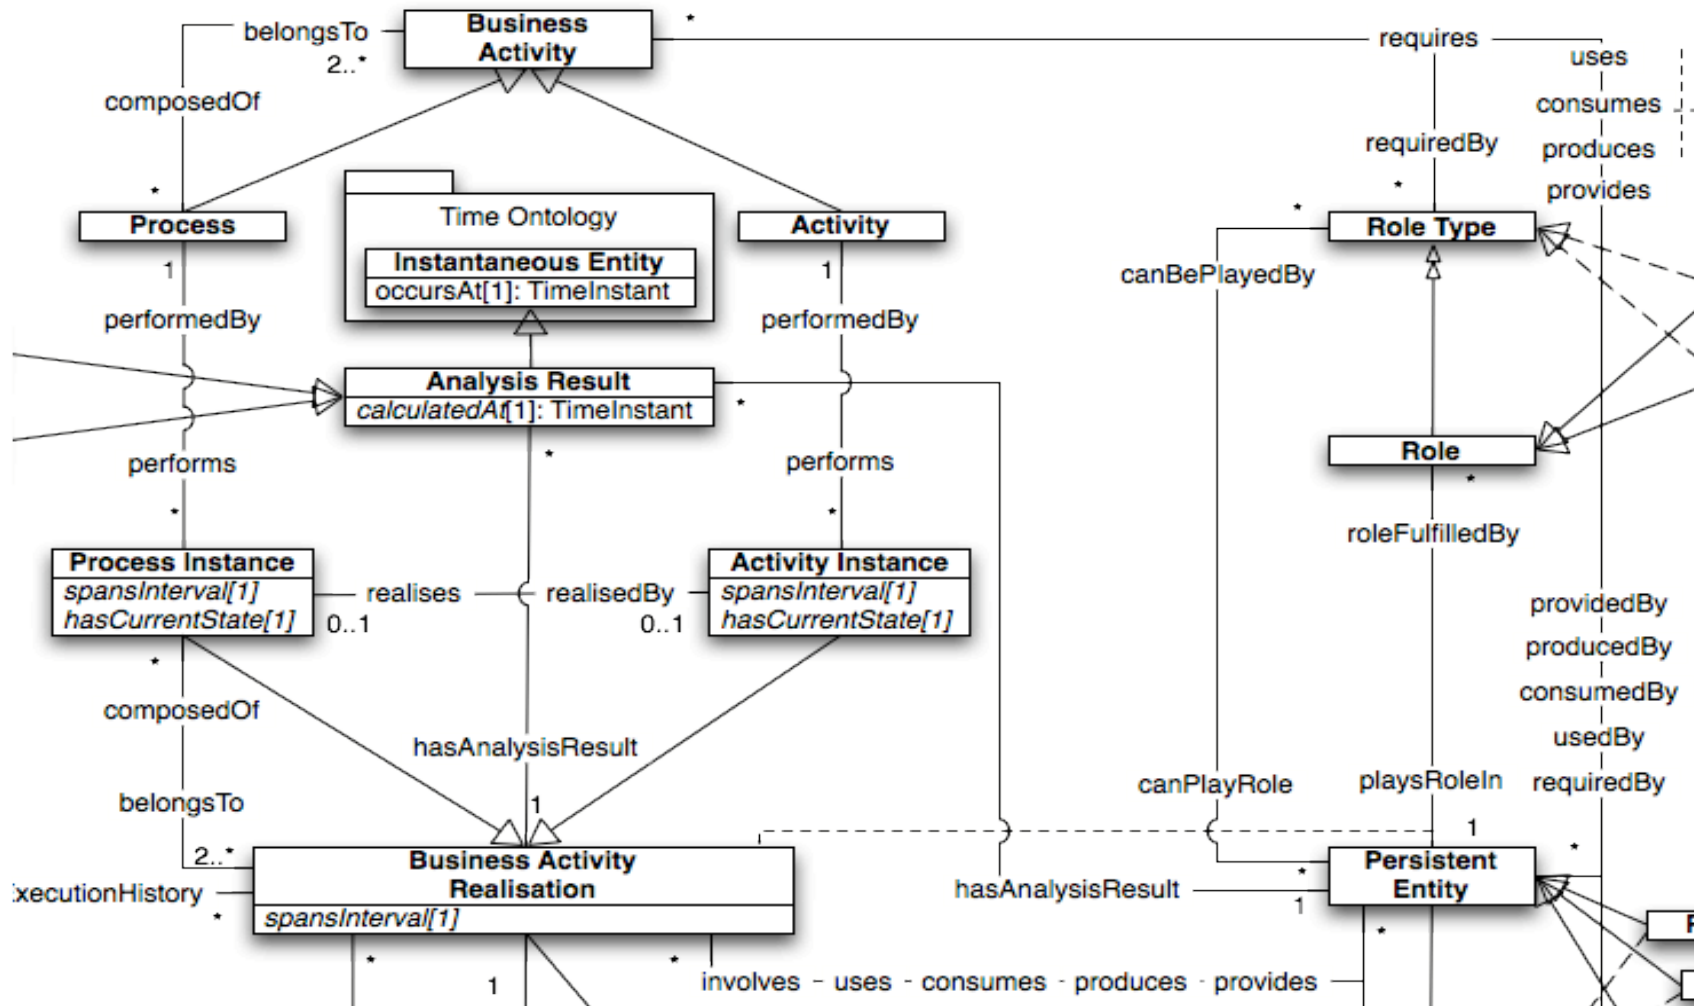 belongsTo
Business
Activity
*
requires
2..*
uses
composedOf
consumes
requiredBy
produces
*
*
provides
*
Process
Time Ontology
Activity
Role Type
1
Instantaneous Entity
1
canBePlayedBy
occursAt[1]: TimeInstant
performedBy
performedBy
Analysis Result
*
calculatedAt[1]: TimeInstant
performs
*
performs
Role
*
*
*
roleFulfilledBy
Process Instance
Activity Instance
spansInterval[1]
realises
realisedBy
spansInterval[1]
hasCurrentState[1]
0..1
0..1
hasCurrentState[1]
providedBy
producedBy
*
consumedBy
composedOf
usedBy
hasAnalysisResult
canPlayRole
playsRoleIn
requiredBy
belongsTo
1
1
2..*
*
Business Activity
Realisation
Persistent
Entity
*
xecutionHistory
hasAnalysisResult
1
*
spansInterval[1]
*
*
*
1
involves - uses - consumes - produces - provides